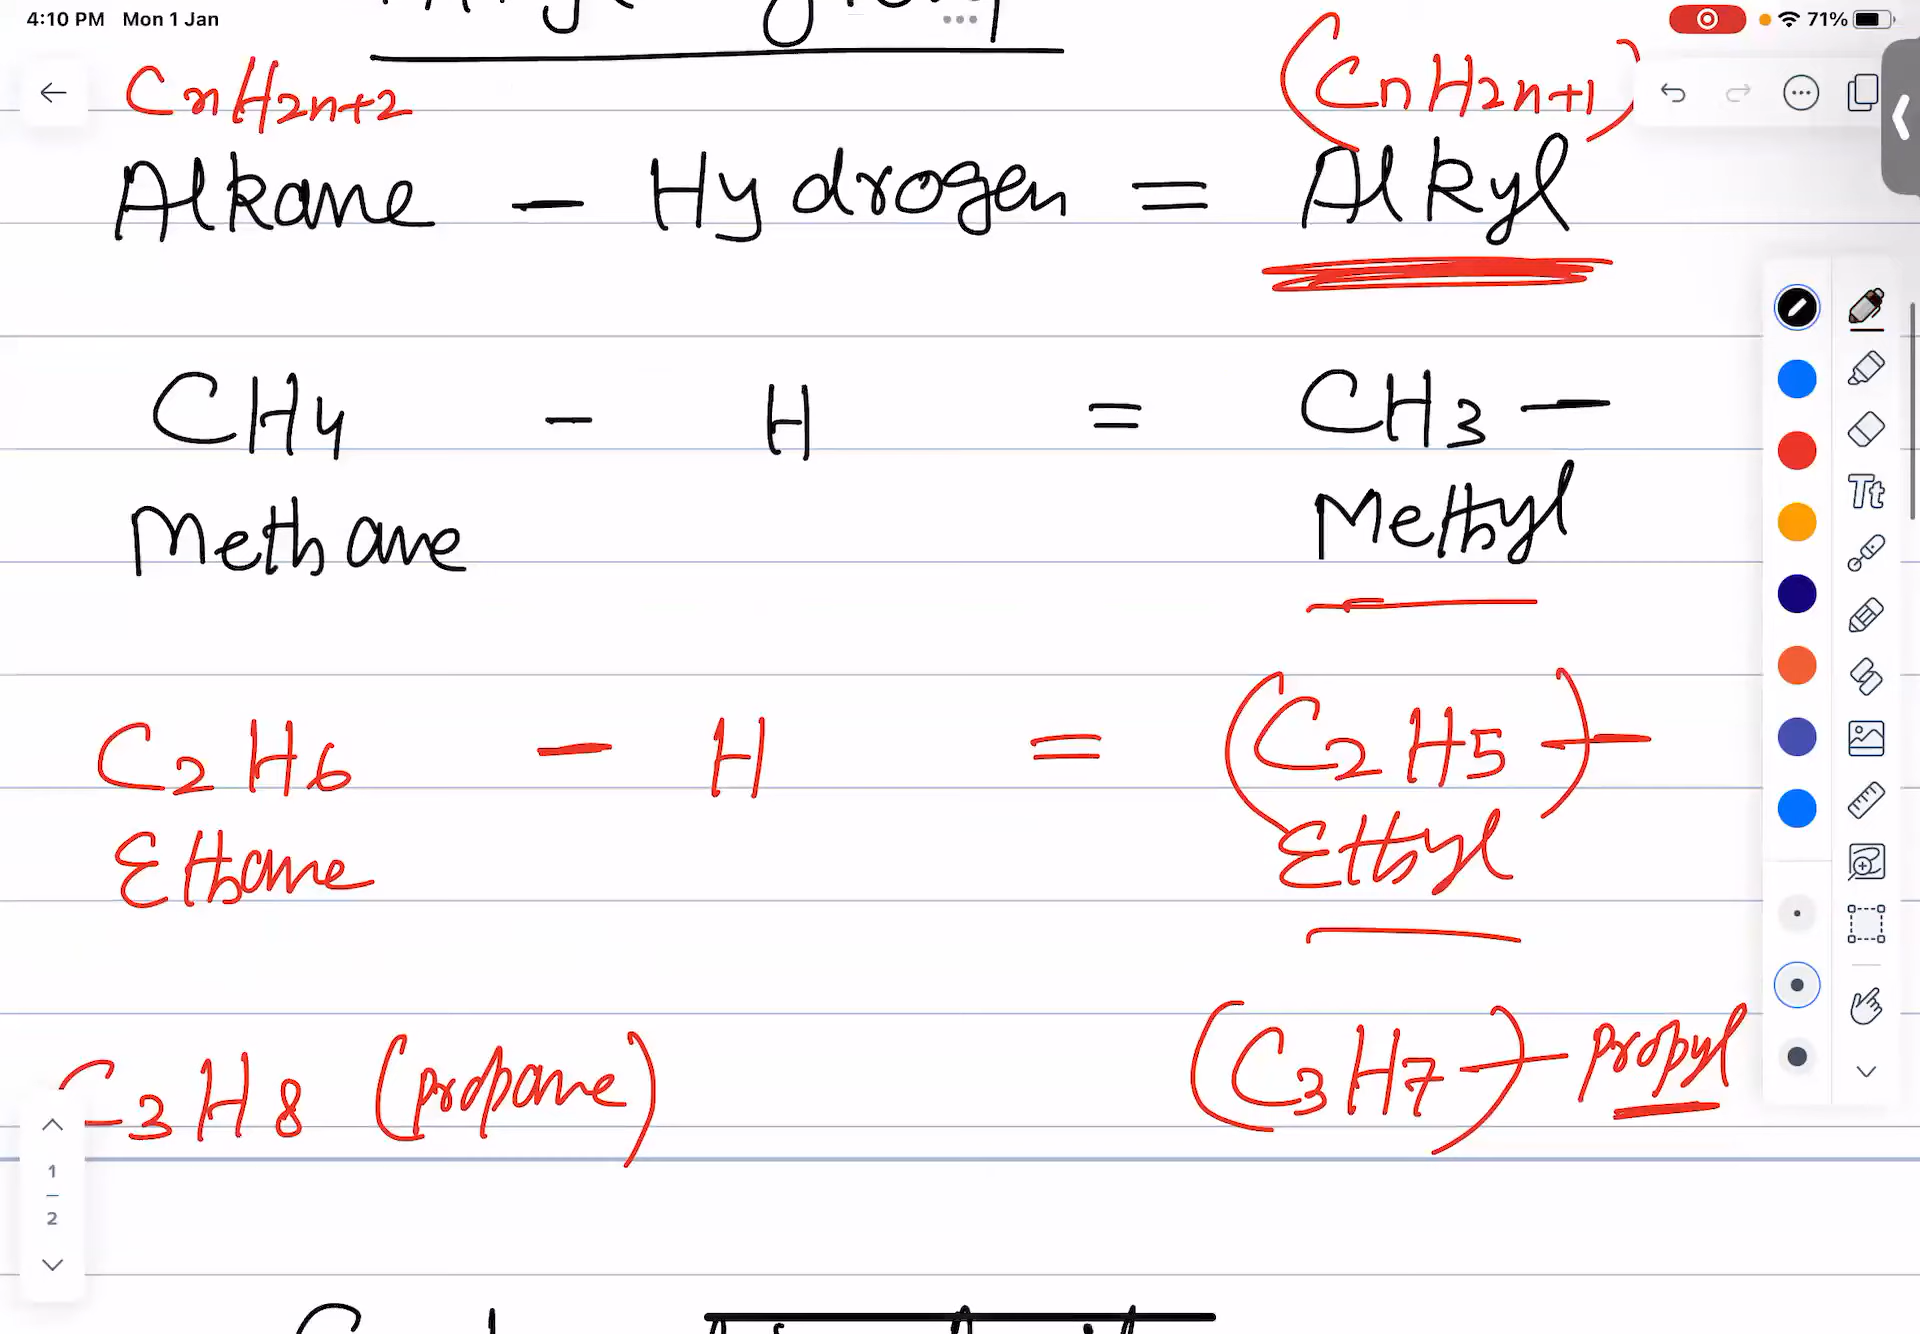 4:10 PM Mon 1 Jan 71%
CnH2n+2 (CnH2n+1)
Alkane - Hydrogen = Alkyl
CH4 - H = CH3 -
Methane Methyl
C2H6 - H = (C2H5) -
Ethane Ethyl
C3H8 (propane) (C3H7) - propyl
Tt
1
2